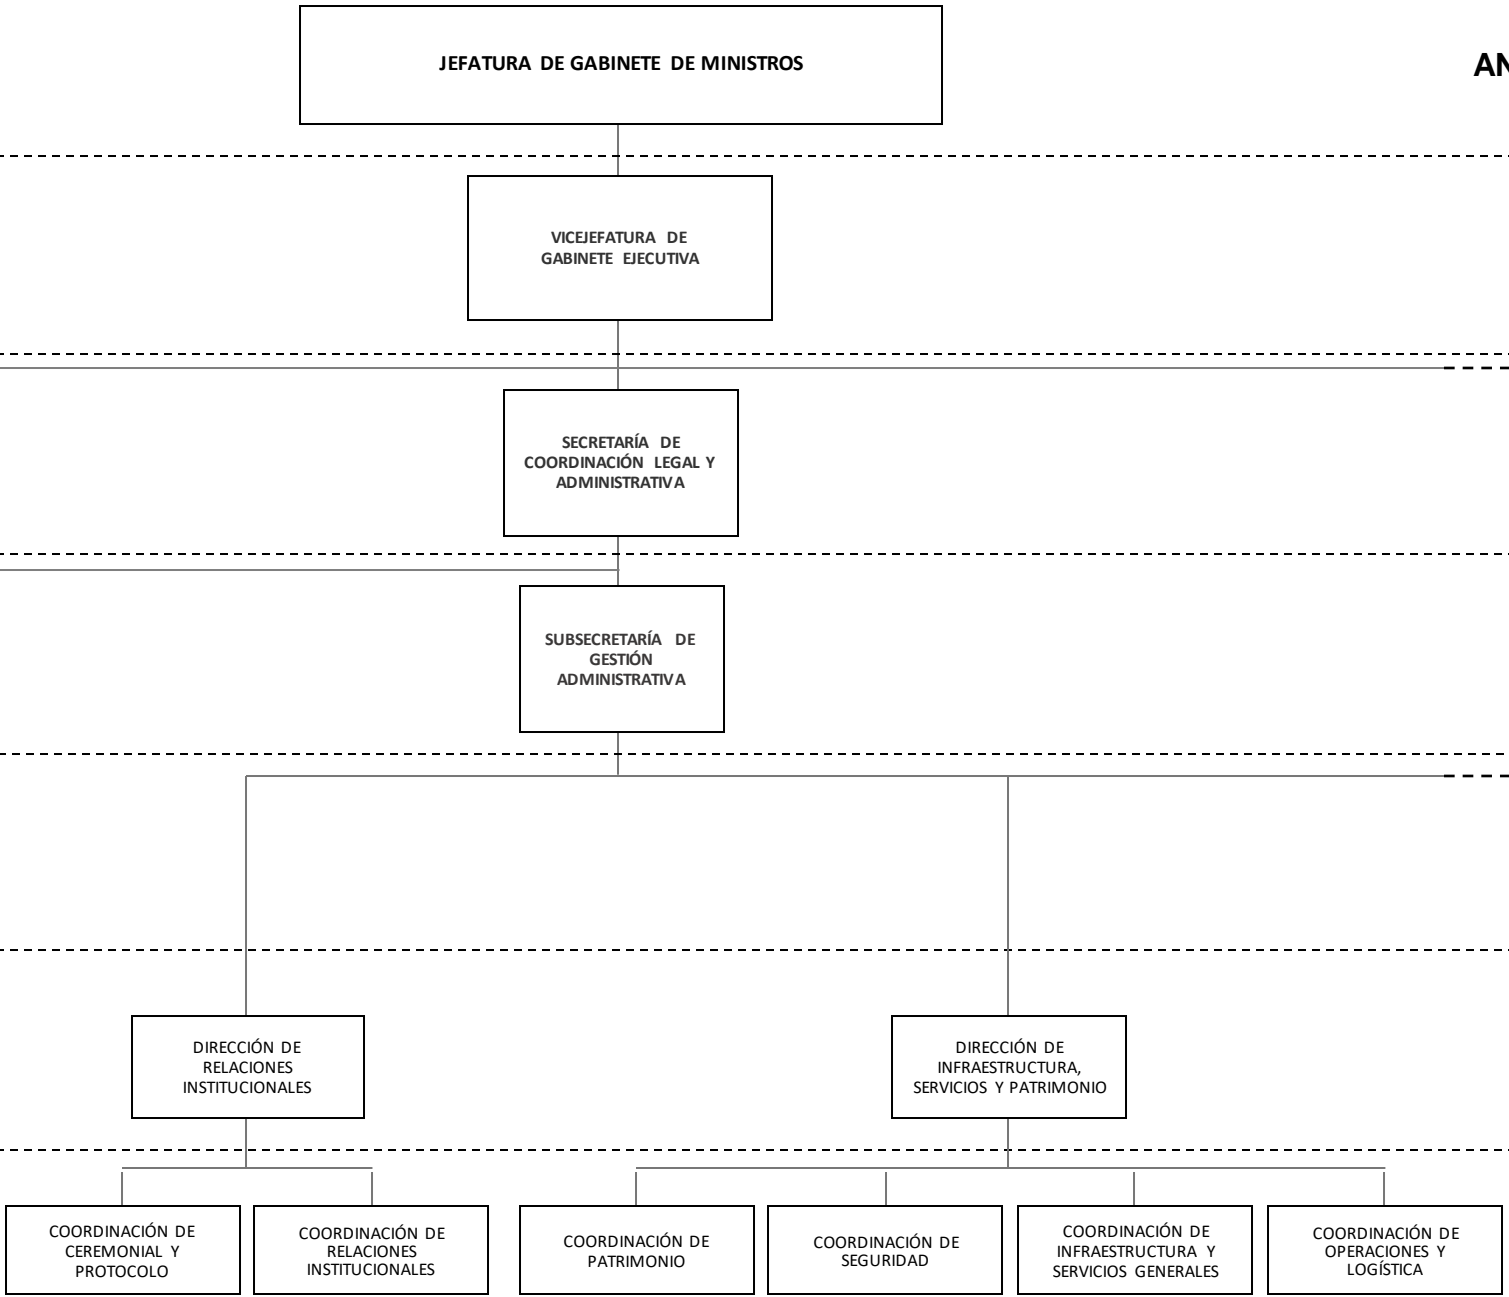 JEFATURA DE GABINETE DE MINISTROS
AN
VICEJEFATURA DE
GABINETE EJECUTIVA
SECRETARÍA DE
COORDINACIÓN LEGAL Y
ADMINISTRATIVA
SUBSECRETARÍA DE
GESTIÓN
ADMINISTRATIVA
DIRECCIÓN DE
RELACIONES
INSTITUCIONALES
DIRECCIÓN DE
INFRAESTRUCTURA,
SERVICIOS Y PATRIMONIO
COORDINACIÓN DE
CEREMONIAL Y
PROTOCOLO
COORDINACIÓN DE
RELACIONES
INSTITUCIONALES
COORDINACIÓN DE
PATRIMONIO
COORDINACIÓN DE
SEGURIDAD
COORDINACIÓN DE
INFRAESTRUCTURA Y
SERVICIOS GENERALES
COORDINACIÓN DE
OPERACIONES Y
LOGÍSTICA